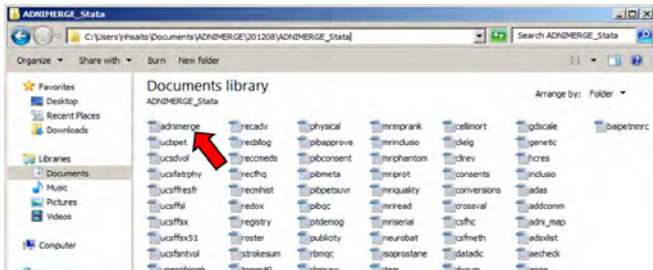 ADNIMERGE_Stata
C:\Users\nhsaito\Documents\ADNIMERGE\201208\ADNIMERGE_Stata
Search ADNIMERGE_Stata
Organize Share with Burn New folder
Favorites
Desktop
Recent Places
Downloads
Libraries
Documents
Music
Pictures
Videos
Computer
Documents library
ADNIMERGE_Stata
Arrange by: Folder
adnimerge recadv physical mrimprank cellimort gdscale baipetnmrc
ucbpet recbllog pibapprove mrinclusio clielg genetic
ucsdvol reccmeds pibconsent mriphantom clirev hcres
ucsfatrphy recfhq pibmeta mriprot consents inclusio
ucsffresfr recmhist pibpetsuvr mriquality conversions adas
ucsffsl redox pibqc mriread crossval addcomm
ucsffsx registry ptdemog mriserial csfhc adni_map
ucsffsx51 roster publicity neurobat csfmeth adsxlist
ucsfsntvol strokesum rbmqc isoprostane datadic aecheck